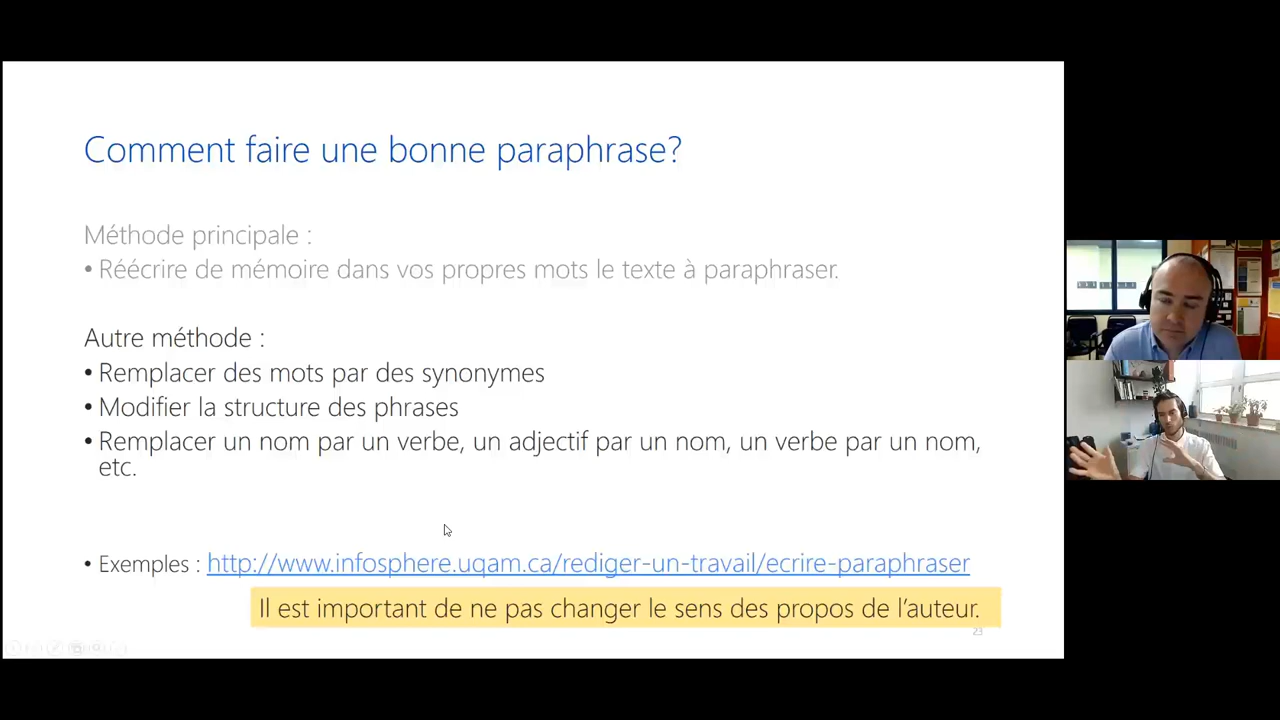 Comment faire une bonne paraphrase?
Méthode principale :
• Réécrire de mémoire dans vos propres mots le texte à paraphraser.
Autre méthode :
• Remplacer des mots par des synonymes
• Modifier la structure des phrases
• Remplacer un nom par un verbe, un adjectif par un nom, un verbe par un nom,
etc.
• Exemples : http://www.infosphere.uqam.ca/rediger-un-travail/ecrire-paraphraser
Il est important de ne pas changer le sens des propos de l’auteur.
23